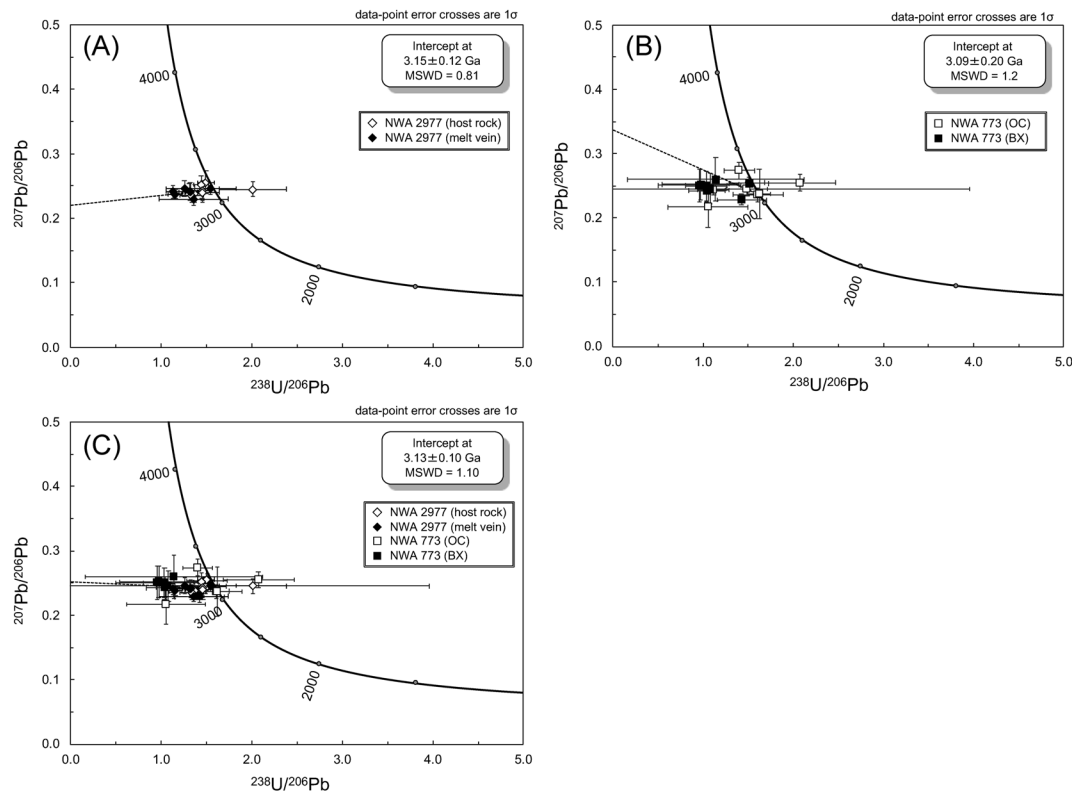 data-point error crosses are 1σ
(A)
Intercept at
3.15±0.12 Ga
MSWD = 0.81
NWA 2977 (host rock)
NWA 2977 (melt vein)
4000
3000
2000
0.5
0.4
0.3
0.2
0.1
0.0
0.0 1.0 2.0 3.0 4.0 5.0
207Pb/206Pb
238U/206Pb
data-point error crosses are 1σ
(B)
Intercept at
3.09±0.20 Ga
MSWD = 1.2
NWA 773 (OC)
NWA 773 (BX)
4000
3000
2000
0.5
0.4
0.3
0.2
0.1
0.0
0.0 1.0 2.0 3.0 4.0 5.0
207Pb/206Pb
238U/206Pb
data-point error crosses are 1σ
(C)
Intercept at
3.13±0.10 Ga
MSWD = 1.10
NWA 2977 (host rock)
NWA 2977 (melt vein)
NWA 773 (OC)
NWA 773 (BX)
4000
3000
2000
0.5
0.4
0.3
0.2
0.1
0.0
0.0 1.0 2.0 3.0 4.0 5.0
207Pb/206Pb
238U/206Pb